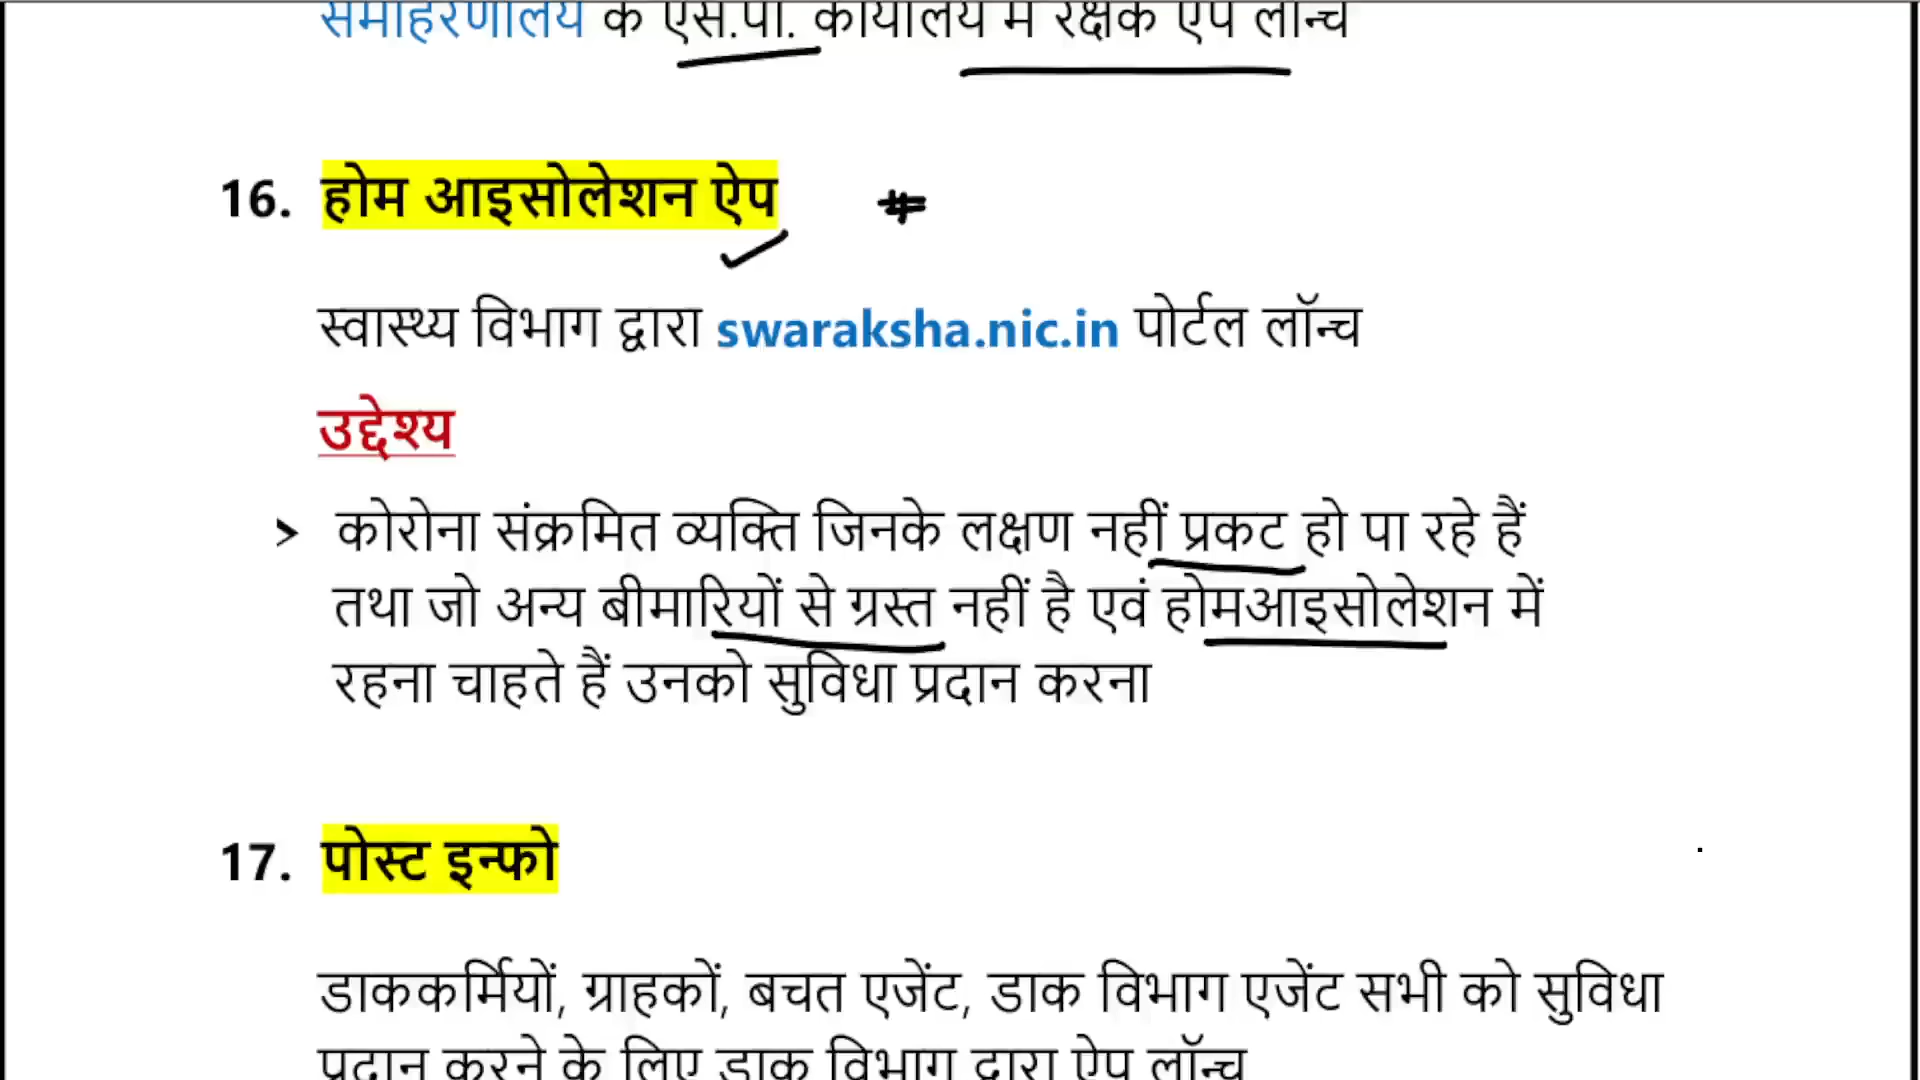 समाहरणालय के एस.पी. कार्यालय में रक्षक ऐप लॉन्च
16. होम आइसोलेशन ऐप
स्वास्थ्य विभाग द्वारा swaraksha.nic.in पोर्टल लॉन्च
उद्देश्य
> कोरोना संक्रमित व्यक्ति जिनके लक्षण नहीं प्रकट हो पा रहे हैं
तथा जो अन्य बीमारियों से ग्रस्त नहीं है एवं होमआइसोलेशन में
रहना चाहते हैं उनको सुविधा प्रदान करना
17. पोस्ट इन्फो
डाककर्मियों, ग्राहकों, बचत एजेंट, डाक विभाग एजेंट सभी को सुविधा
प्रदान करने के लिए डाक विभाग द्वारा ऐप लॉन्च